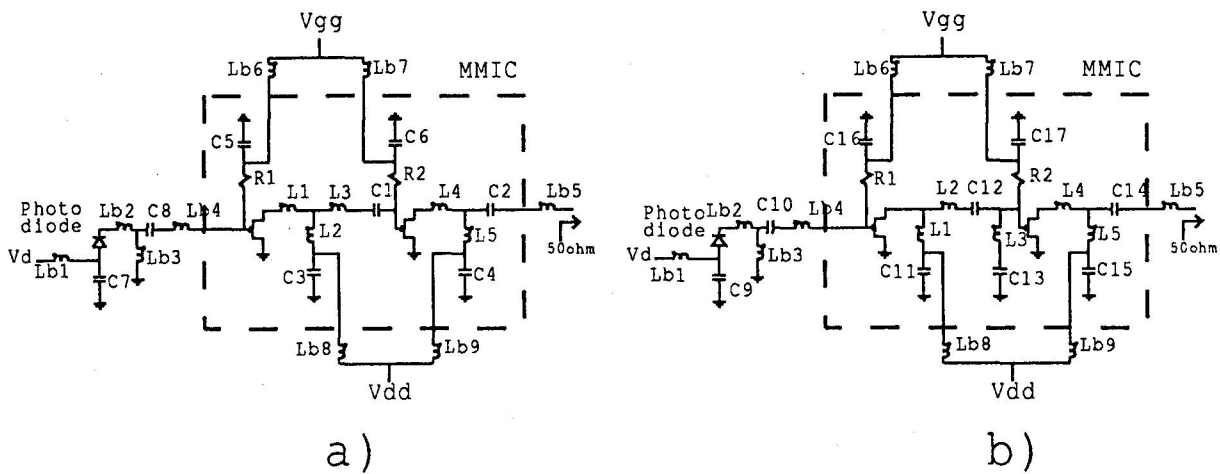 Vgg
Lb6
Lb7
MMIC
C5
C6
R1
R2
L1
L3
C1
L4
C2
Lb5
Photo
diode
Lb2
C8
Lb4
L2
L5
50ohm
Vd
Lb1
Lb3
C7
C3
C4
Lb8
Lb9
Vdd
a)
Vgg
Lb6
Lb7
MMIC
C16
C17
R1
R2
L2
C12
L4
C14
Lb5
Photo
diode
Lb2
C10
Lb4
L1
L3
L5
50ohm
Vd
Lb1
Lb3
C9
C11
C13
C15
Lb8
Lb9
Vdd
b)